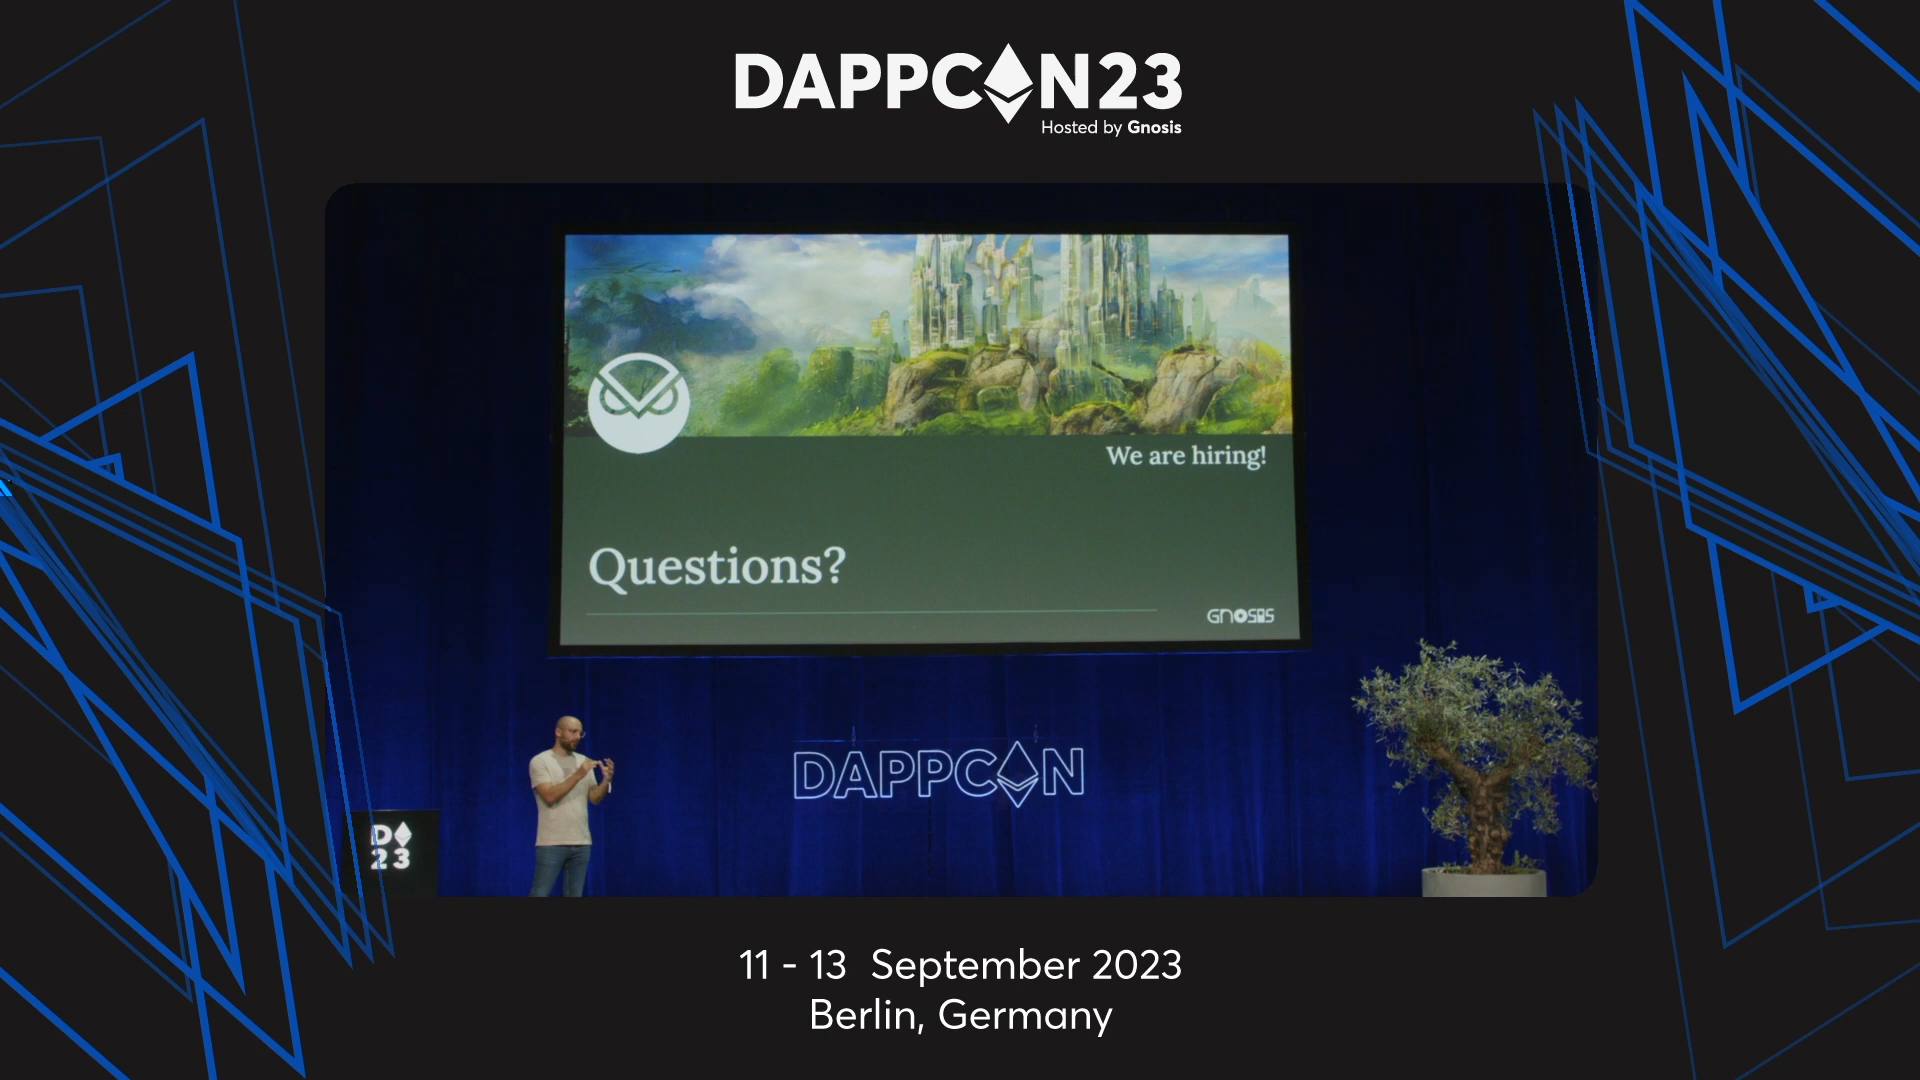 DAPPCON23
Hosted by Gnosis
We are hiring!
Questions?
GNOSIS
DAPPCON
D
23
11 - 13 September 2023
Berlin, Germany